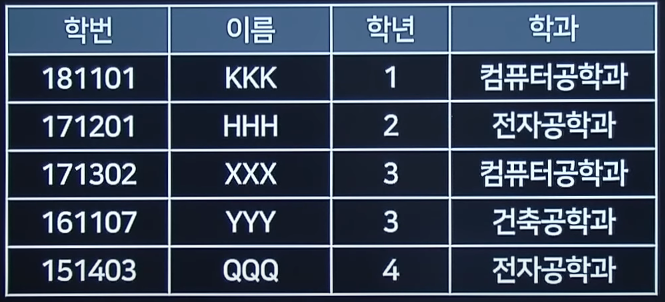 학번 이름 학년 학과
181101 KKK 1 컴퓨터공학과
171201 HHH 2 전자공학과
171302 XXX 3 컴퓨터공학과
161107 YYY 3 건축공학과
151403 QQQ 4 전자공학과